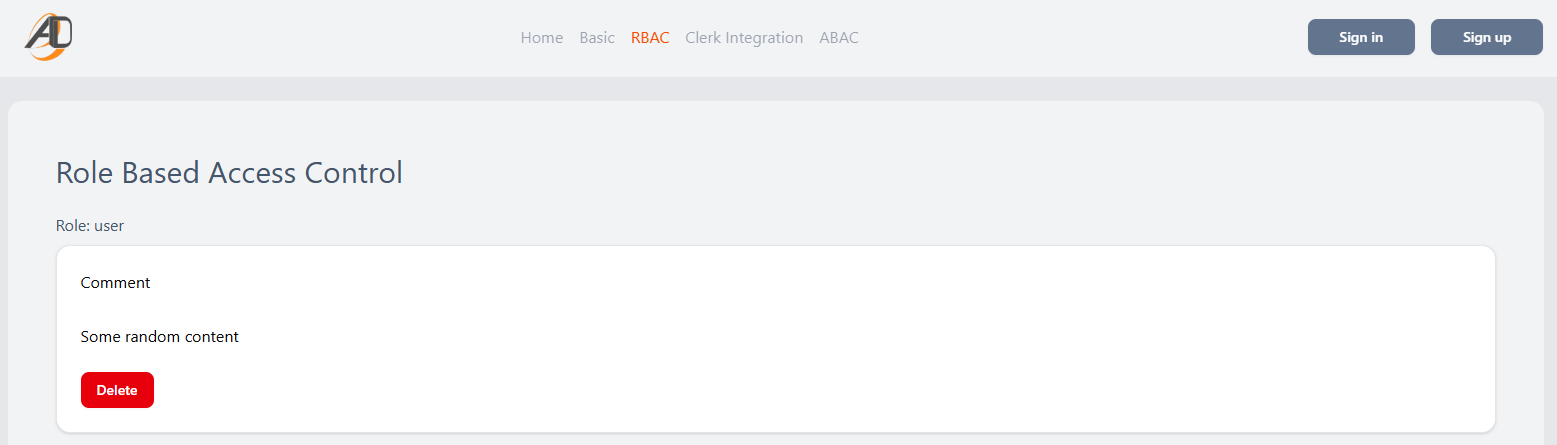 AD
Home Basic RBAC Clerk Integration ABAC
Sign in Sign up
Role Based Access Control
Role: user
Comment
Some random content
Delete